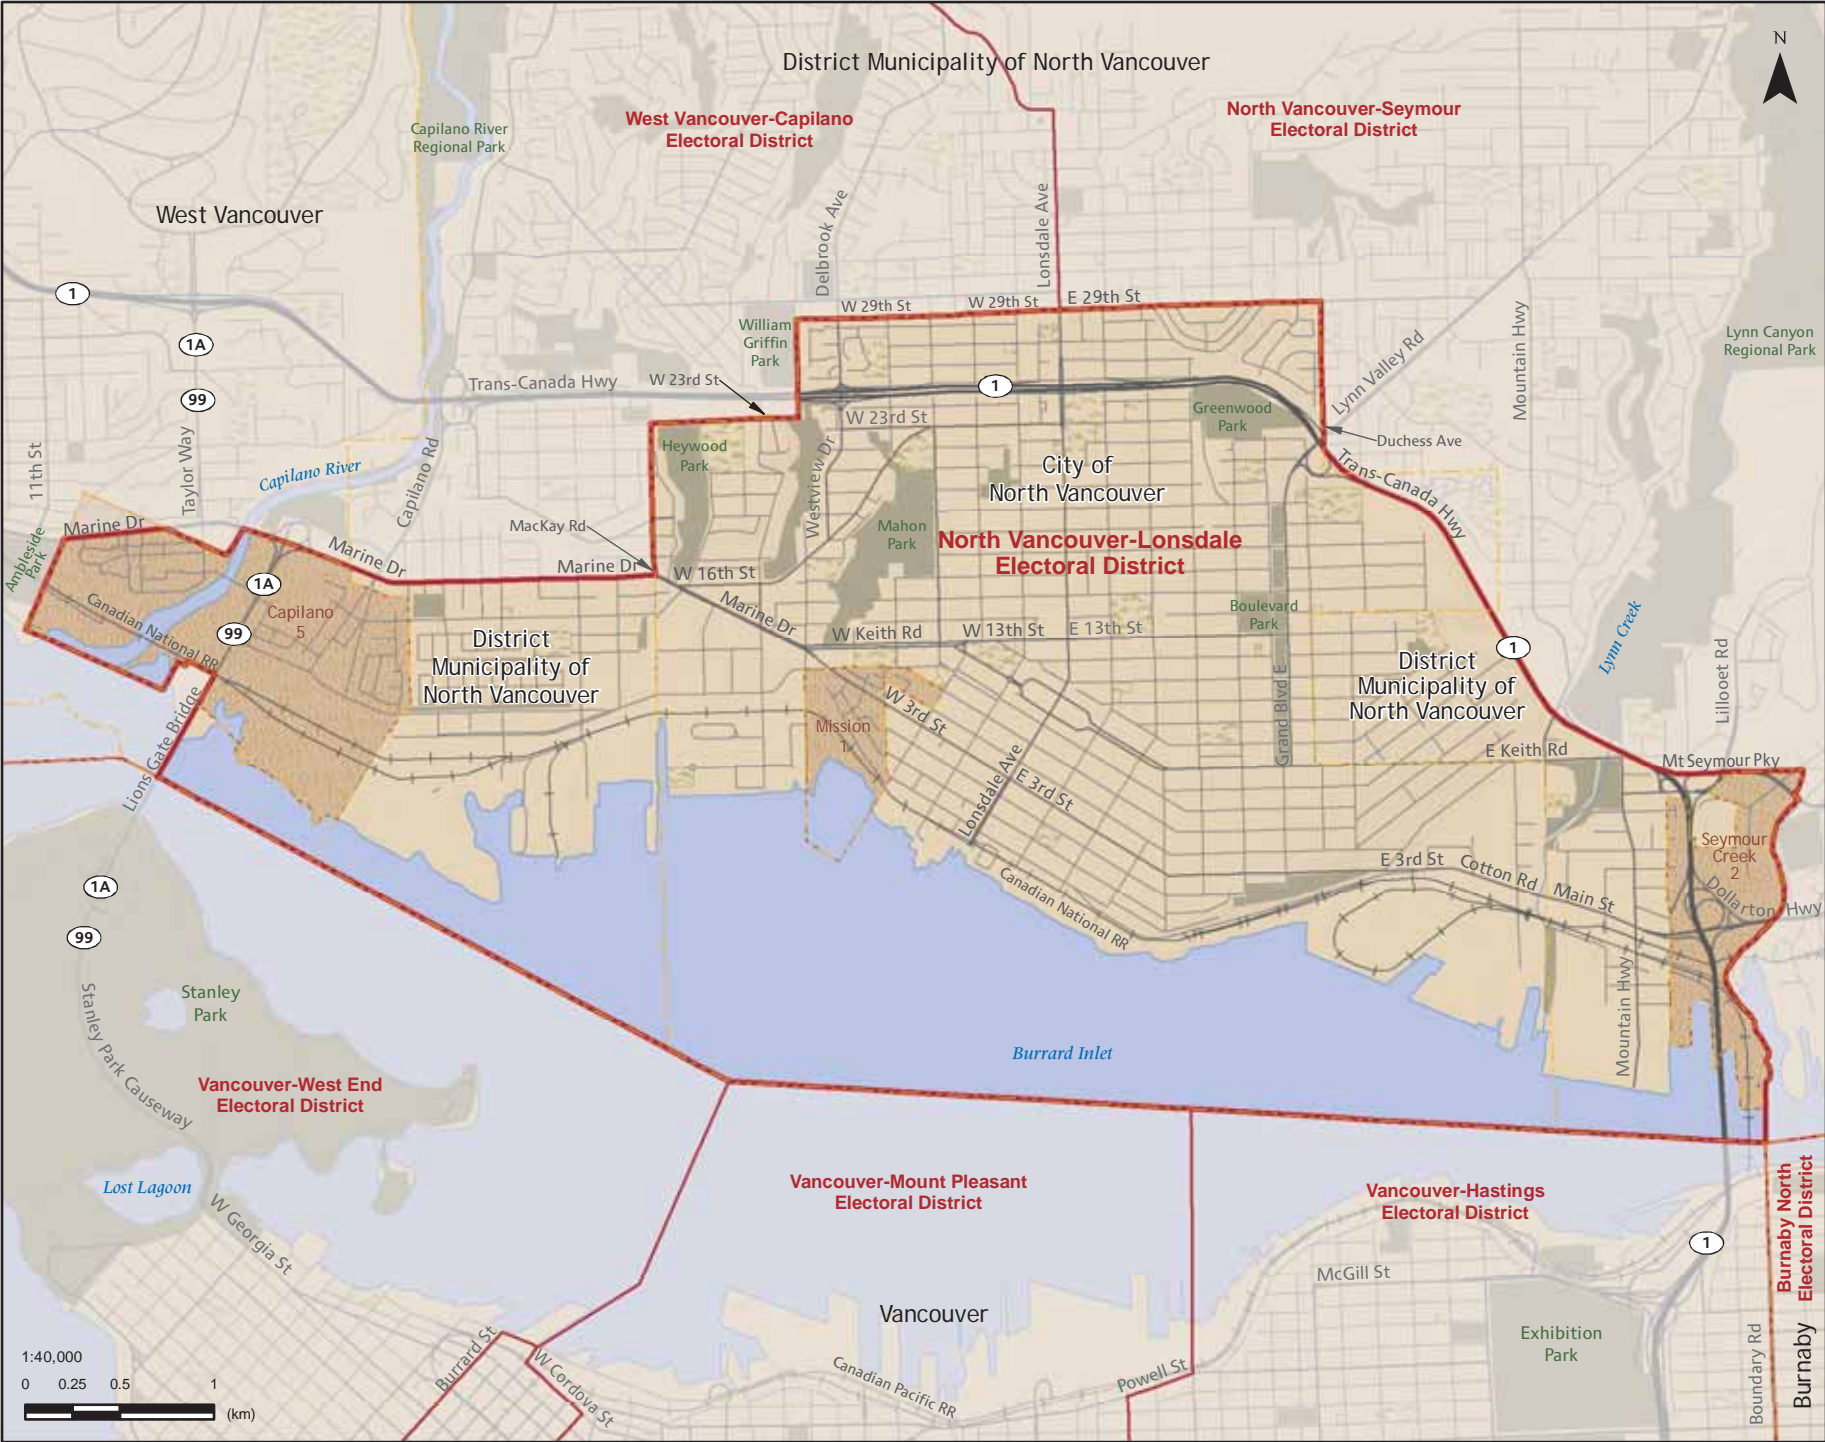 N
District Municipality of North Vancouver
West Vancouver-Capilano
Electoral District
North Vancouver-Seymour
Electoral District
Capilano River
Regional Park
West Vancouver
Delbrook Ave
Lonsdale Ave
1
1A
99
W 29th St
W 29th St
E 29th St
William
Griffin
Park
Mountain Hwy
Lynn Canyon
Regional Park
Lynn Valley Rd
Trans-Canada Hwy
W 23rd St
1
W 23rd St
Greenwood
Park
Duchess Ave
11th St
Taylor Way
Capilano River
Capilano Rd
Heywood
Park
Westview Dr
City of
North Vancouver
Trans-Canada Hwy
Marine Dr
Ambleside
Park
MacKay Rd
Mahon
Park
North Vancouver-Lonsdale
Electoral District
Marine Dr
Marine Dr
W 16th St
1A
Canadian National RR
Capilano
5
99
Marine Dr
Boulevard
Park
Lynn Creek
District
Municipality of
North Vancouver
W Keith Rd
W 13th St
E 13th St
1
District
Municipality of
North Vancouver
Lillooet Rd
Lions Gate Bridge
Mission
1
W 3rd St
Grand Blvd E
E Keith Rd
Mt Seymour Pky
Lonsdale Ave
E 3rd St
Seymour
Creek
2
1A
99
Canadian National RR
E 3rd St
Cotton Rd
Main St
Dollarton Hwy
Stanley
Park
Stanley Park Causeway
Mountain Hwy
Burrard Inlet
Vancouver-West End
Electoral District
Lost Lagoon
W Georgia St
Vancouver-Mount Pleasant
Electoral District
Vancouver-Hastings
Electoral District
Burnaby North
Electoral District
1
McGill St
Vancouver
Exhibition
Park
Burrard St
W Cordova St
Canadian Pacific RR
Powell St
Boundary Rd
Burnaby
1:40,000
0 0.25 0.5 1
(km)